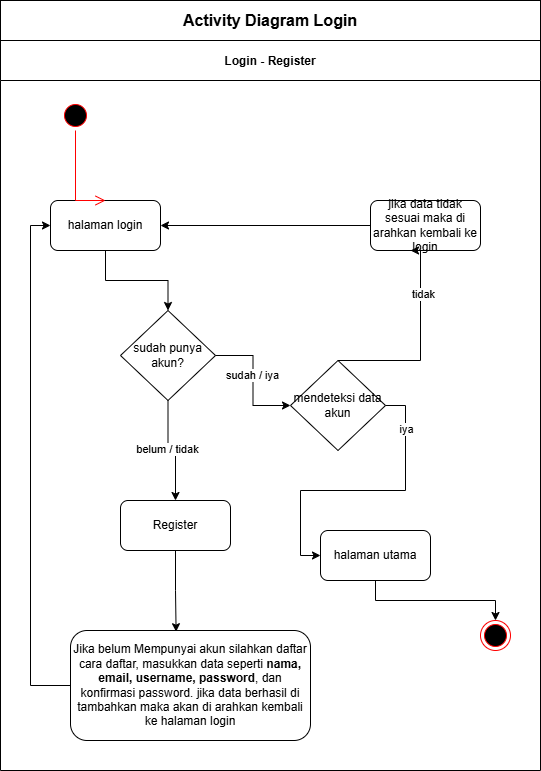 Activity Diagram Login
Login - Register
halaman login
jika data tidak
sesuai maka di
arahkan kembali ke
login
tidak
sudah punya
akun?
sudah / iya
mendeteksi data
akun
iya
belum / tidak
Register
halaman utama
Jika belum Mempunyai akun silahkan daftar
cara daftar, masukkan data seperti nama,
email, username, password, dan
konfirmasi password. jika data berhasil di
tambahkan maka akan di arahkan kembali
ke halaman login